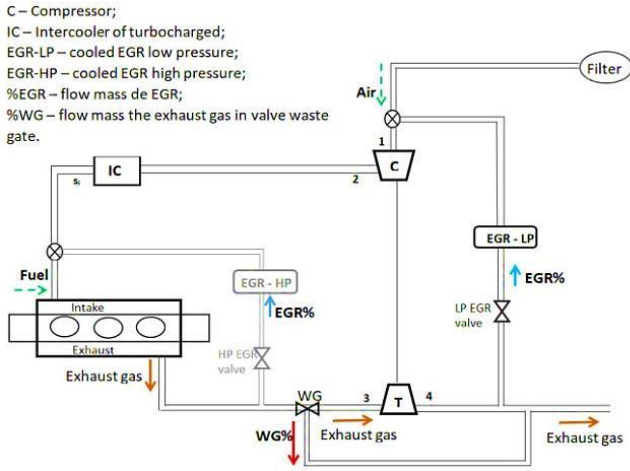 C – Compressor;
IC – Intercooler of turbocharged;
EGR-LP – cooled EGR low pressure;
EGR-HP – cooled EGR high pressure;
%EGR – flow mass de EGR;
%WG – flow mass the exhaust gas in valve waste
gate.
Filter
Air
1
C
2
IC
sᵢ
EGR - LP
EGR%
LP EGR
valve
Fuel
EGR - HP
EGR%
Intake
Exhaust
HP EGR
valve
Exhaust gas
WG
3
T
4
WG%
Exhaust gas
Exhaust gas